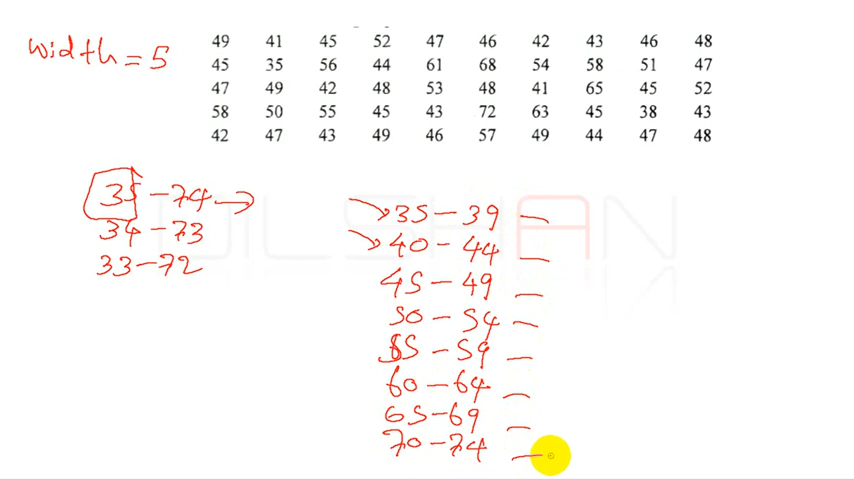 width = 5
49 41 45 52 47 46 42 43 46 48
45 35 56 44 61 68 54 58 51 47
47 49 42 48 53 48 41 65 45 52
58 50 55 45 43 72 63 45 38 43
42 47 43 49 46 57 49 44 47 48
35 - 74 →
34 - 73
33 - 72
DILSHAN
→ 35 - 39 _
→ 40 - 44 _
45 - 49 _
50 - 54 _
55 - 59 _
60 - 64 _
65 - 69 _
70 - 74 _